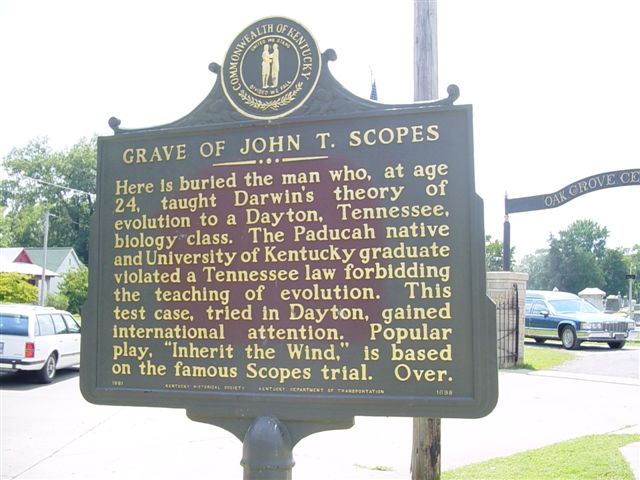 COMMONWEALTH OF KENTUCKY
UNITED WE STAND
DIVIDED WE FALL
GRAVE OF JOHN T. SCOPES
Here is buried the man who, at age
24, taught Darwin's theory of
evolution to a Dayton, Tennessee,
biology class. The Paducah native
and University of Kentucky graduate
violated a Tennessee law forbidding
the teaching of evolution. This
test case, tried in Dayton, gained
international attention. Popular
play, "Inherit the Wind," is based
on the famous Scopes trial. Over.
1981 KENTUCKY HISTORICAL SOCIETY KENTUCKY DEPARTMENT OF TRANSPORTATION 1698
OAK GROVE CE